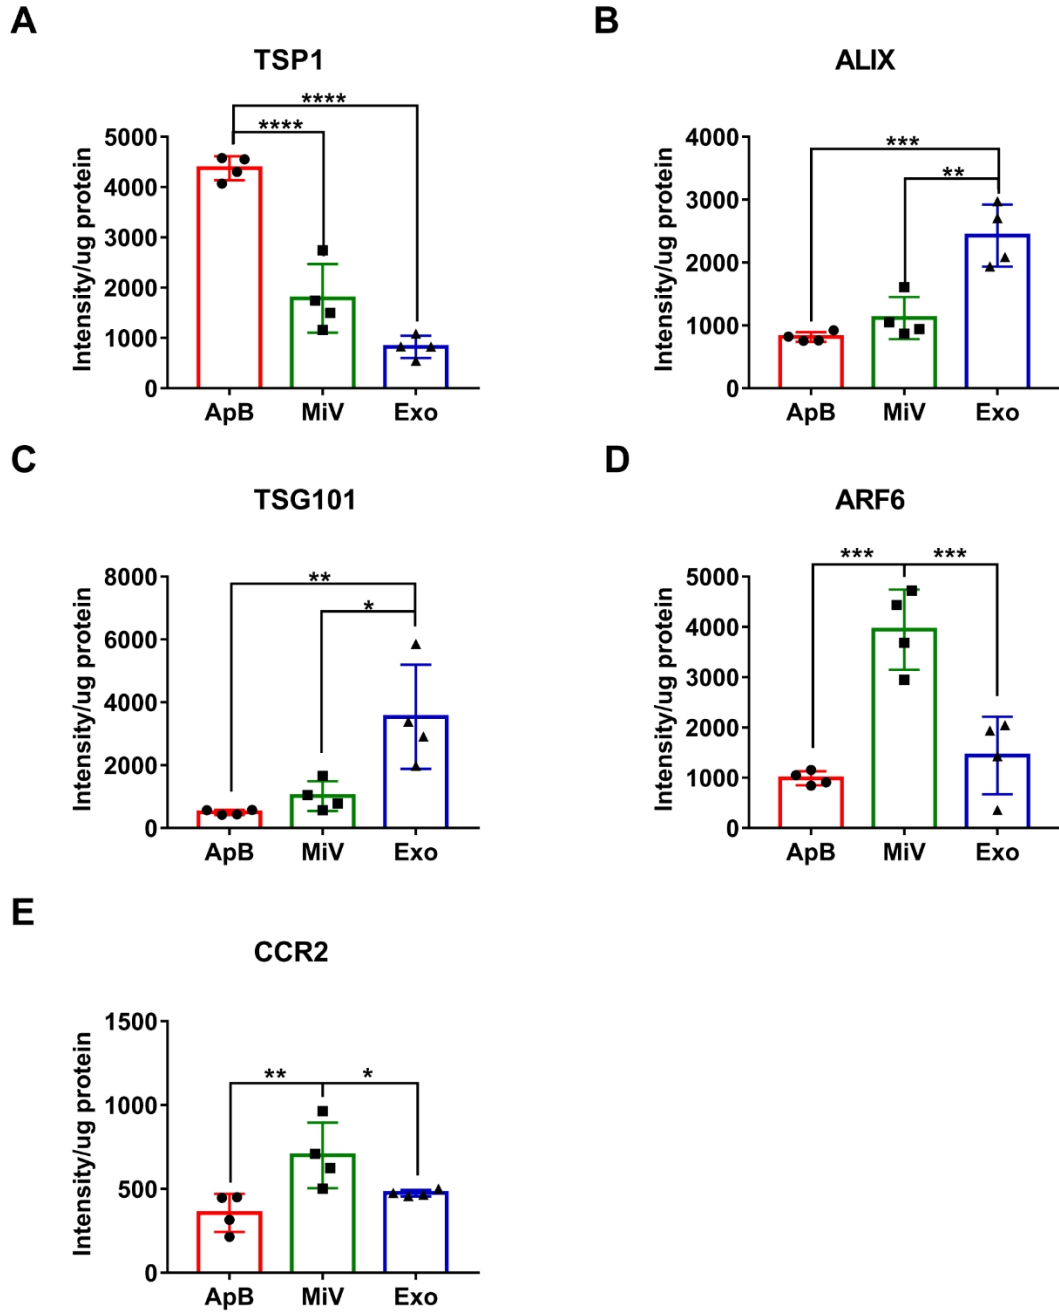 A
TSP1
Intensity/ug protein
5000
4000
3000
2000
1000
0
****
****
ApB MiV Exo
B
ALIX
Intensity/ug protein
4000
3000
2000
1000
0
***
**
ApB MiV Exo
C
TSG101
Intensity/ug protein
8000
6000
4000
2000
0
**
*
ApB MiV Exo
D
ARF6
Intensity/ug protein
5000
4000
3000
2000
1000
0
*** ***
ApB MiV Exo
E
CCR2
Intensity/ug protein
1500
1000
500
0
** *
ApB MiV Exo